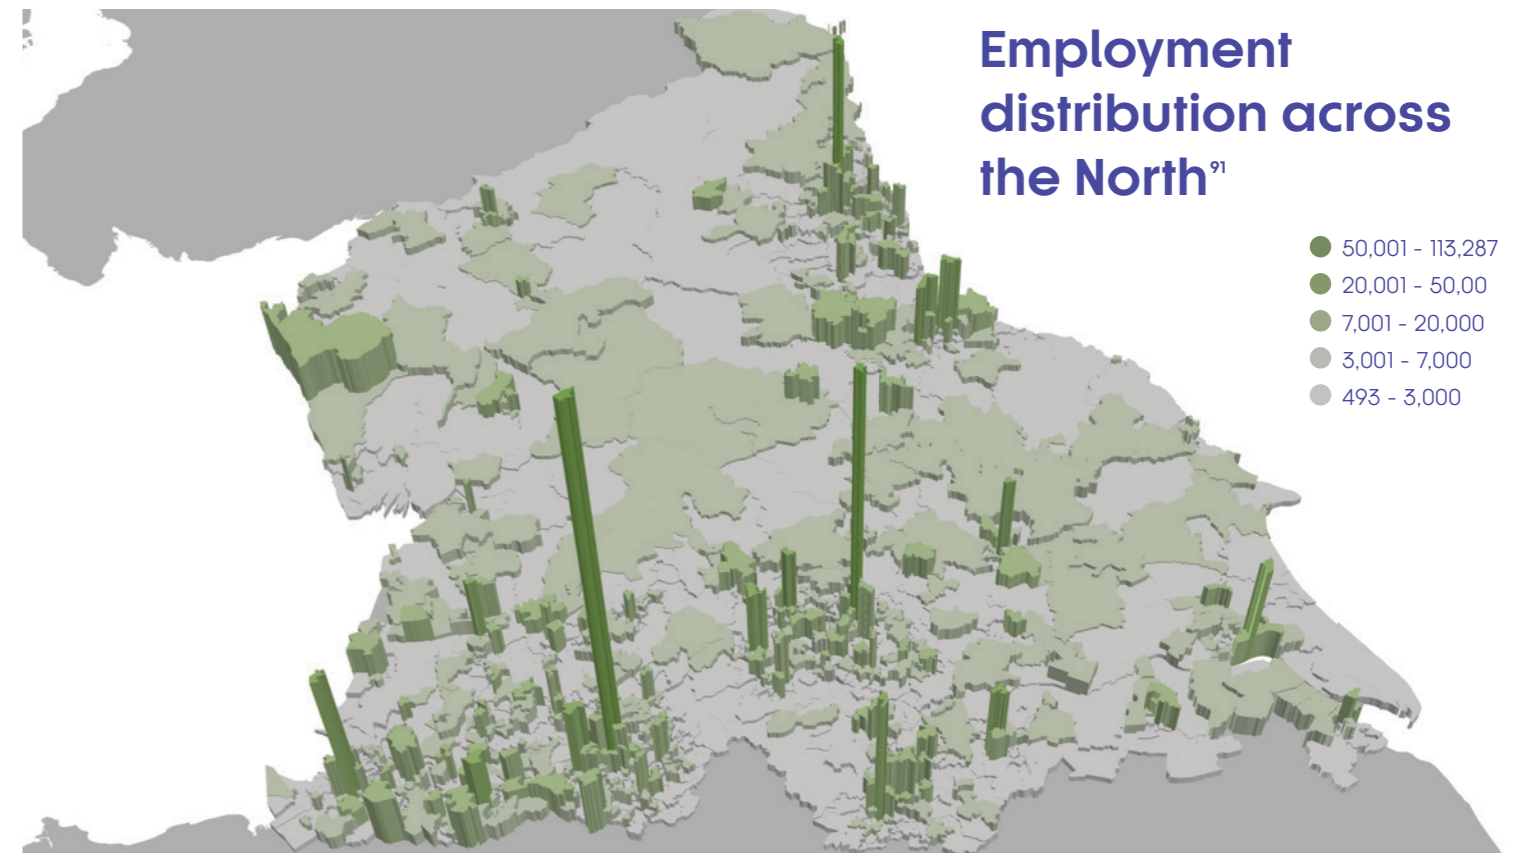 Employment
distribution across
the North⁹¹
50,001 - 113,287
20,001 - 50,00
7,001 - 20,000
3,001 - 7,000
493 - 3,000